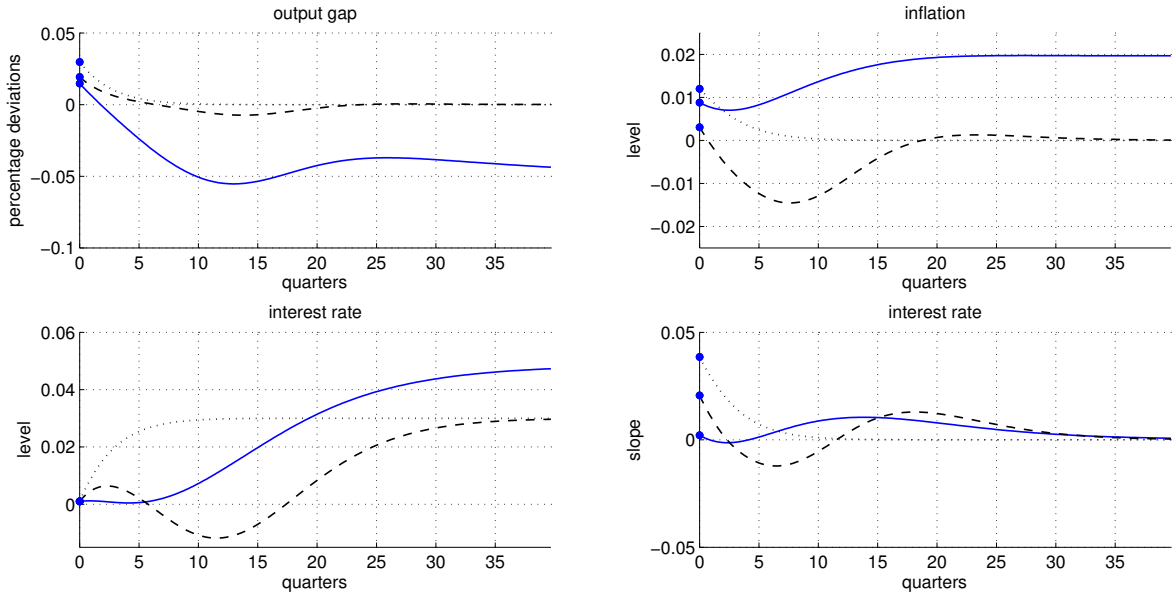 output gap
percentage deviations
0.05
0
−0.05
−0.1
0 5 10 15 20 25 30 35
quarters
inflation
level
0.02
0.01
0
−0.01
−0.02
0 5 10 15 20 25 30 35
quarters
interest rate
level
0.06
0.04
0.02
0
0 5 10 15 20 25 30 35
quarters
interest rate
slope
0.05
0
−0.05
0 5 10 15 20 25 30 35
quarters